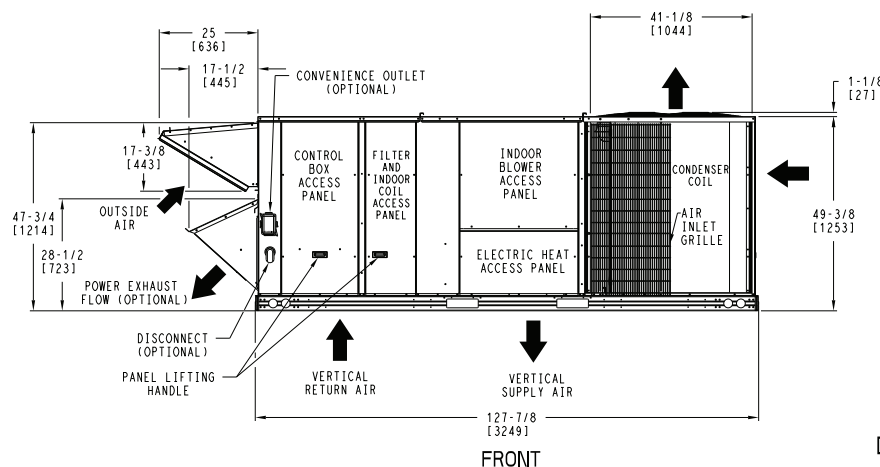 25
[636]
17-1/2
[445]
CONVENIENCE OUTLET
(OPTIONAL)
41-1/8
[1044]
1-1/8
[27]
17-3/8
[443]
CONTROL
BOX
ACCESS
PANEL
FILTER
AND
INDOOR
COIL
ACCESS
PANEL
INDOOR
BLOWER
ACCESS
PANEL
CONDENSER
COIL
OUTSIDE
AIR
AIR
INLET
GRILLE
47-3/4
[1214]
49-3/8
[1253]
28-1/2
[723]
ELECTRIC HEAT
ACCESS PANEL
POWER EXHAUST
FLOW (OPTIONAL)
DISCONNECT
(OPTIONAL)
PANEL LIFTING
HANDLE
VERTICAL
RETURN AIR
VERTICAL
SUPPLY AIR
127-7/8
[3249]
FRONT